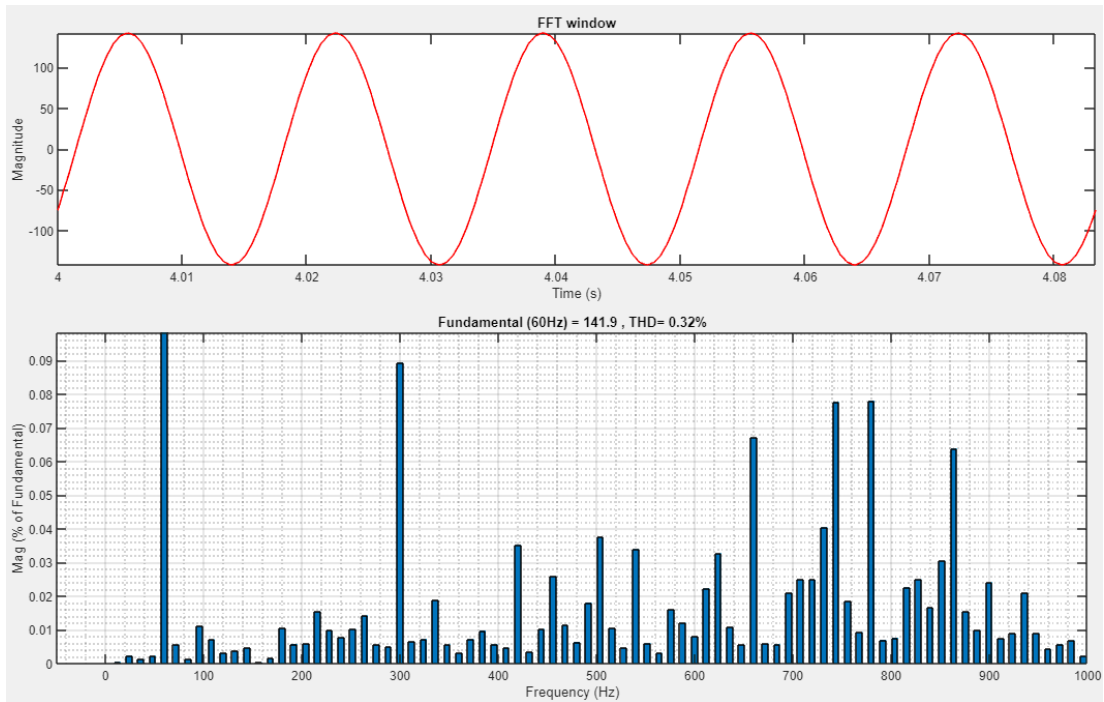 FFT window
Magnitude
100
50
0
-50
-100
4 4.01 4.02 4.03 4.04 4.05 4.06 4.07 4.08
Time (s)
Fundamental (60Hz) = 141.9 , THD= 0.32%
Mag (% of Fundamental)
0.09
0.08
0.07
0.06
0.05
0.04
0.03
0.02
0.01
0
0 100 200 300 400 500 600 700 800 900 1000
Frequency (Hz)